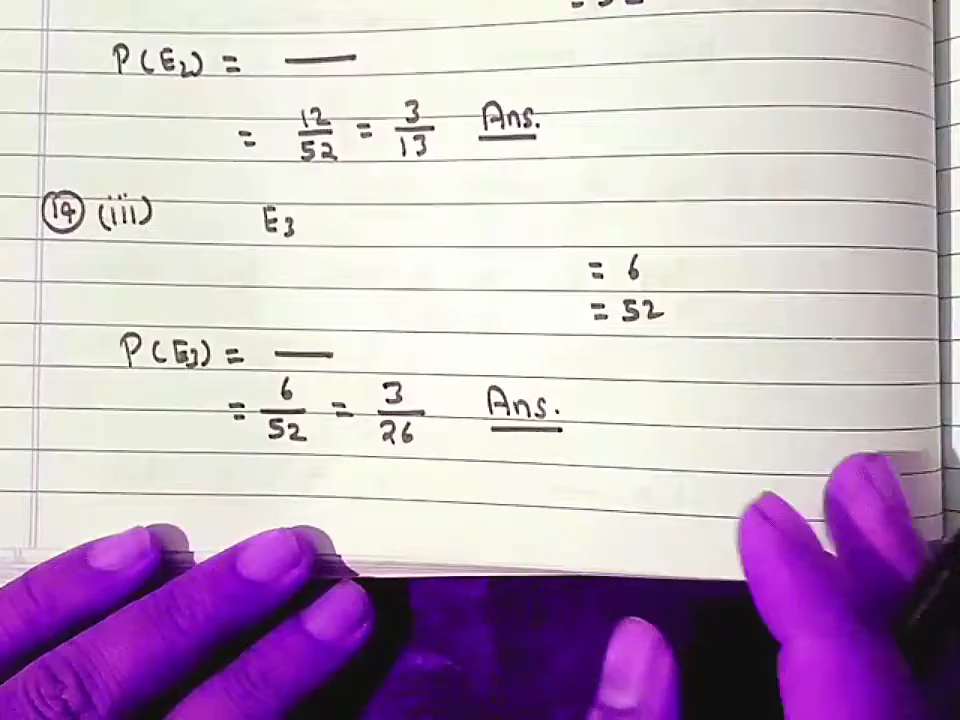 P(E2) = —
= 12/52 = 3/13 Ans.
14 (iii) E3
= 6
= 52
P(E3) = —
= 6/52 = 3/26 Ans.